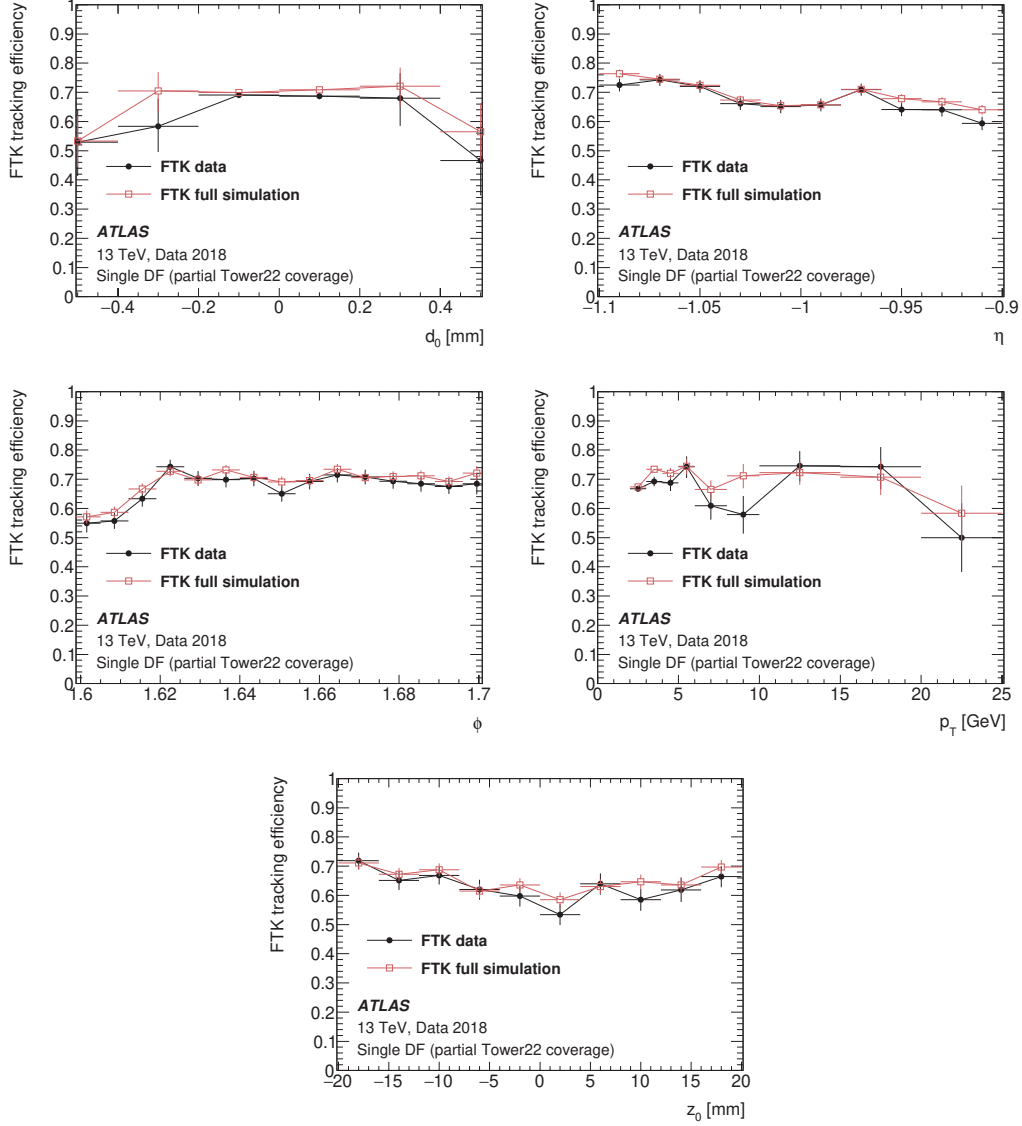 FTK tracking efficiency
1
0.9
0.8
0.7
0.6
0.5
0.4
0.3
0.2
0.1
0
FTK data
FTK full simulation
ATLAS
13 TeV, Data 2018
Single DF (partial Tower22 coverage)
−0.4 −0.2 0 0.2 0.4
d0 [mm]
FTK tracking efficiency
1
0.9
0.8
0.7
0.6
0.5
0.4
0.3
0.2
0.1
0
FTK data
FTK full simulation
ATLAS
13 TeV, Data 2018
Single DF (partial Tower22 coverage)
−1.1 −1.05 −1 −0.95 −0.9
η
FTK tracking efficiency
1
0.9
0.8
0.7
0.6
0.5
0.4
0.3
0.2
0.1
0
FTK data
FTK full simulation
ATLAS
13 TeV, Data 2018
Single DF (partial Tower22 coverage)
1.6 1.62 1.64 1.66 1.68 1.7
ϕ
FTK tracking efficiency
1
0.9
0.8
0.7
0.6
0.5
0.4
0.3
0.2
0.1
0
FTK data
FTK full simulation
ATLAS
13 TeV, Data 2018
Single DF (partial Tower22 coverage)
0 5 10 15 20 25
pT [GeV]
FTK tracking efficiency
1
0.9
0.8
0.7
0.6
0.5
0.4
0.3
0.2
0.1
0
FTK data
FTK full simulation
ATLAS
13 TeV, Data 2018
Single DF (partial Tower22 coverage)
−20 −15 −10 −5 0 5 10 15 20
z0 [mm]